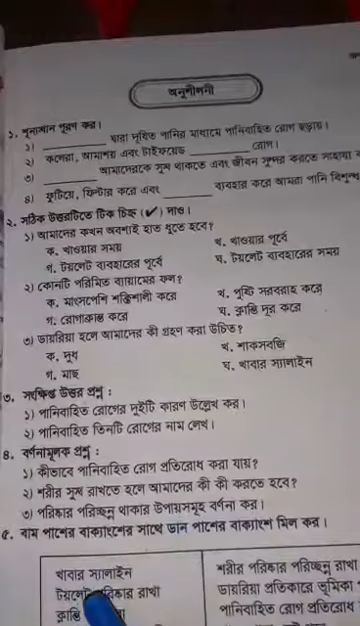 অনুশীলনী
১. শূন্যস্থান পূরণ কর।
১) __________ দ্বারা দূষিত পানির মাধ্যমে পানিবাহিত রোগ ছড়ায়।
২) কলেরা, আমাশয় এবং টাইফয়েড __________ রোগ।
৩) __________ আমাদেরকে সুস্থ থাকতে এবং জীবন সুন্দর করতে সাহায্য ক
৪) ফুটিয়ে, ফিল্টার করে এবং __________ ব্যবহার করে আমরা পানি বিশুদ্ধ
২. সঠিক উত্তরটিতে টিক চিহ্ন (✓) দাও।
১) আমাদের কখন অবশ্যই হাত ধুতে হবে?
ক. খাওয়ার সময় খ. খাওয়ার পূর্বে
গ. টয়লেট ব্যবহারের পূর্বে ঘ. টয়লেট ব্যবহারের সময়
২) কোনটি পরিমিত ব্যায়ামের ফল?
ক. মাংসপেশি শক্তিশালী করে খ. পুষ্টি সরবরাহ করে
গ. রোগাক্রান্ত করে ঘ. ক্লান্তি দূর করে
৩) ডায়রিয়া হলে আমাদের কী গ্রহণ করা উচিত?
ক. দুধ খ. শাকসবজি
গ. মাছ ঘ. খাবার স্যালাইন
৩. সংক্ষিপ্ত উত্তর প্রশ্ন :
১) পানিবাহিত রোগের দুইটি কারণ উল্লেখ কর।
২) পানিবাহিত তিনটি রোগের নাম লেখ।
৪. বর্ণনামূলক প্রশ্ন :
১) কীভাবে পানিবাহিত রোগ প্রতিরোধ করা যায়?
২) শরীর সুস্থ রাখতে হলে আমাদের কী কী করতে হবে?
৩) পরিষ্কার পরিচ্ছন্ন থাকার উপায়সমূহ বর্ণনা কর।
৫. বাম পাশের বাক্যাংশের সাথে ডান পাশের বাক্যাংশ মিল কর।
খাবার স্যালাইন শরীর পরিষ্কার পরিচ্ছন্ন রাখা
টয়লেট রাখা ডায়রিয়া প্রতিকারে ভূমিকা
ক্লান্তি পানিবাহিত রোগ প্রতিরোধ